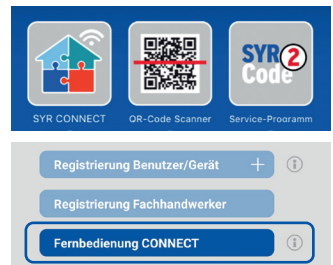 SYR 2
Code
SYR CONNECT QR-Code Scanner Service-Programm
Registrierung Benutzer/Gerät + i
Registrierung Fachhandwerker
Fernbedienung CONNECT i